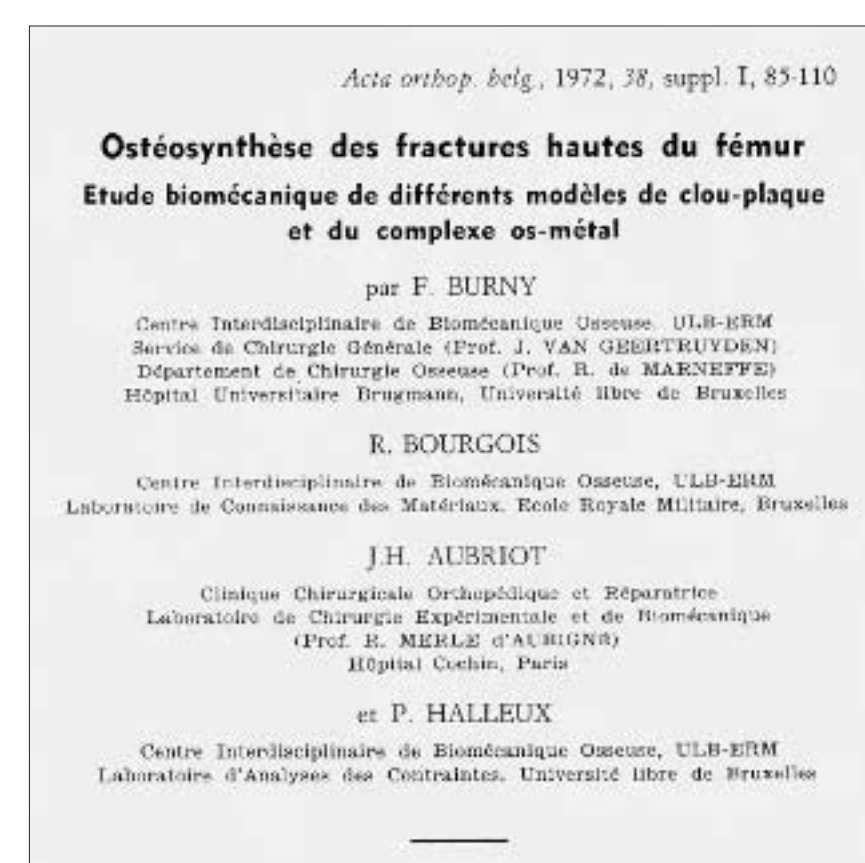 Acta orthop. belg., 1972, 38, suppl. I, 85-110
Ostéosynthèse des fractures hautes du fémur
Etude biomécanique de différents modèles de clou-plaque
et du complexe os-métal
par F. BURNY
Centre Interdisciplinaire de Biomécanique Osseuse, ULB-ERM
Service de Chirurgie Générale (Prof. J. VAN GEERTRUYDEN)
Département de Chirurgie Osseuse (Prof. R. de MARNEFFE)
Hôpital Universitaire Brugmann, Université libre de Bruxelles
R. BOURGOIS
Centre Interdisciplinaire de Biomécanique Osseuse, ULB-ERM
Laboratoire de Connaissance des Matériaux, Ecole Royale Militaire, Bruxelles
J.H. AUBRIOT
Clinique Chirurgicale Orthopédique et Réparatrice
Laboratoire de Chirurgie Expérimentale et de Biomécanique
(Prof. R. MERLE d'AUBIGNE)
Hôpital Cochin, Paris
et P. HALLEUX
Centre Interdisciplinaire de Biomécanique Osseuse, ULB-ERM
Laboratoire d'Analyses des Contraintes, Université libre de Bruxelles